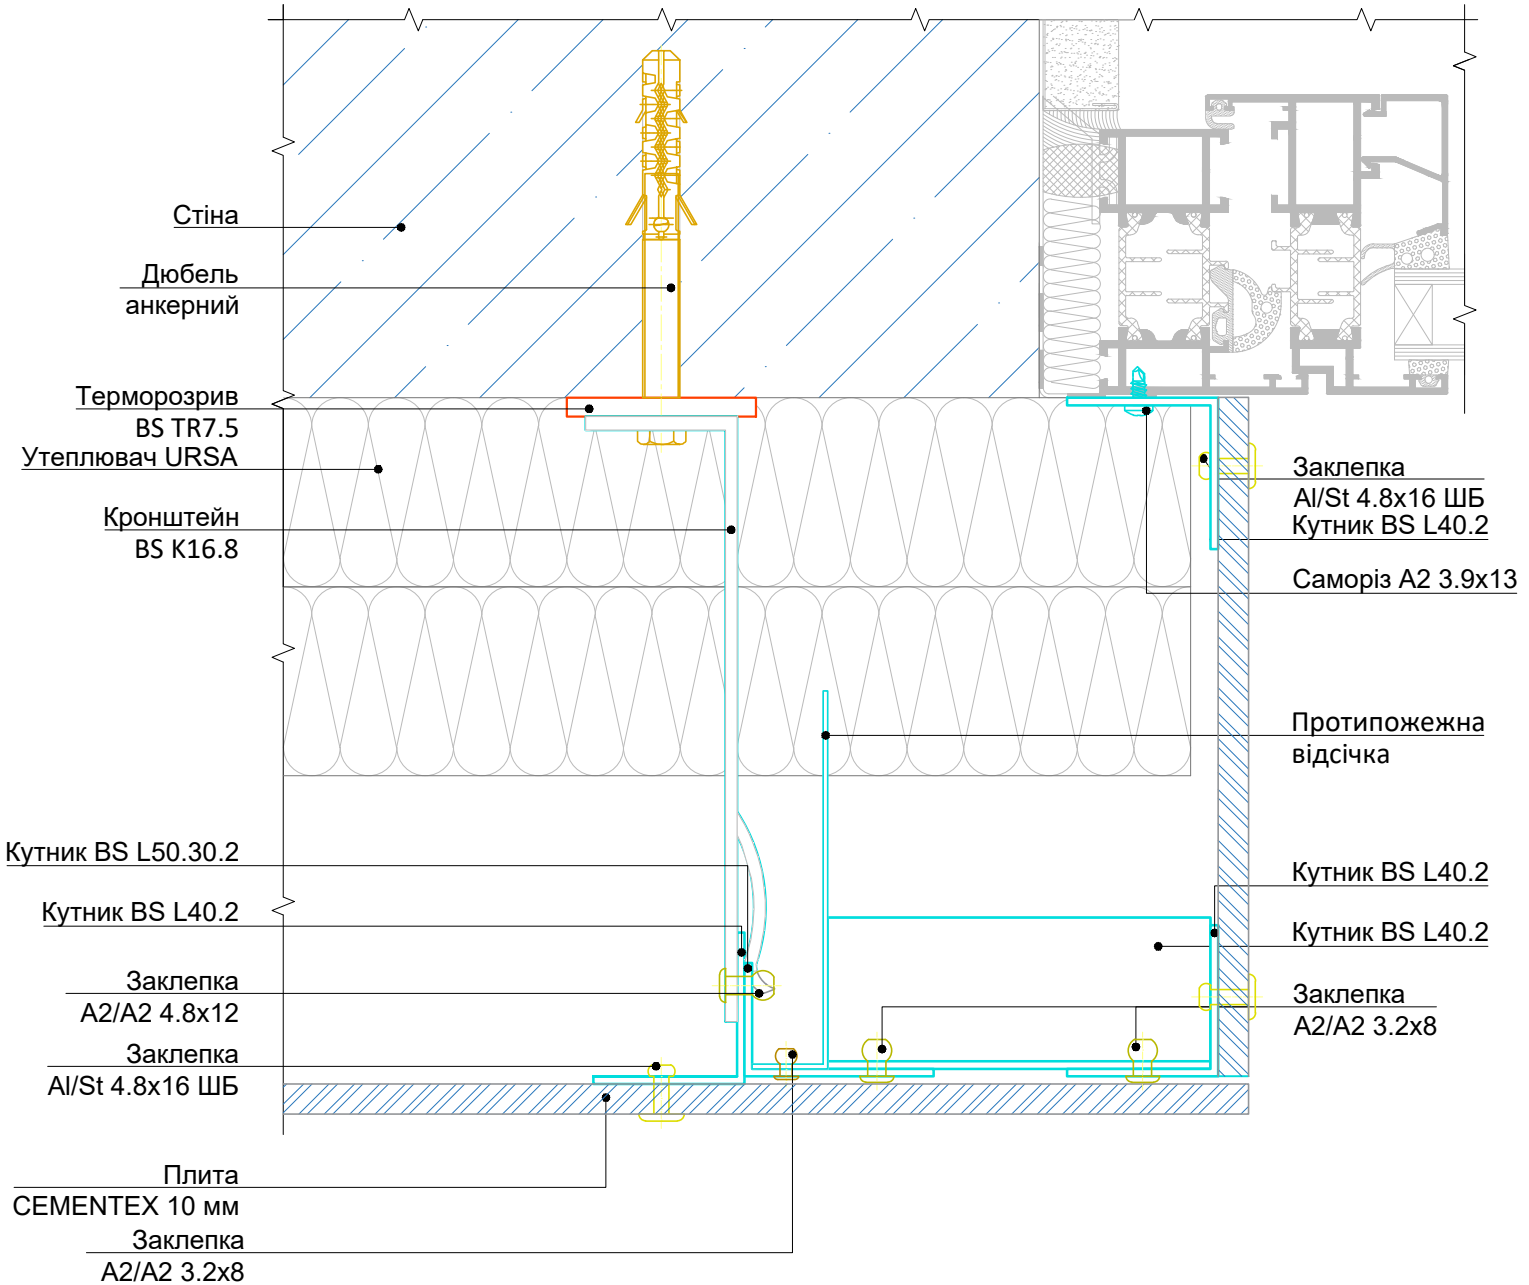 Стіна
Дюбель
анкерний
Терморозрив
BS TR7.5
Утеплювач URSA
Кронштейн
BS K16.8
Кутник BS L50.30.2
Кутник BS L40.2
Заклепка
A2/A2 4.8x12
Заклепка
Al/St 4.8x16 ШБ
Плита
CEMENTEX 10 мм
Заклепка
A2/A2 3.2x8
Заклепка
Al/St 4.8x16 ШБ
Кутник BS L40.2
Саморіз A2 3.9x13
Протипожежна
відсічка
Кутник BS L40.2
Кутник BS L40.2
Заклепка
A2/A2 3.2x8